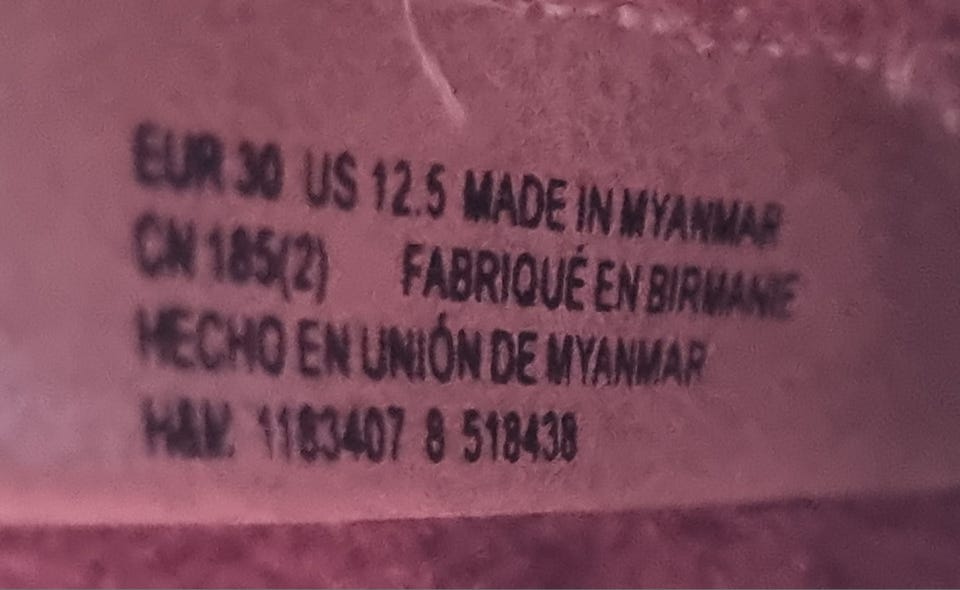 EUR 30 US 12.5 MADE IN MYANMAR
CN 185(2) FABRIQUÉ EN BIRMANIE
HECHO EN UNIÓN DE MYANMAR
H&M 1183407 8 518438